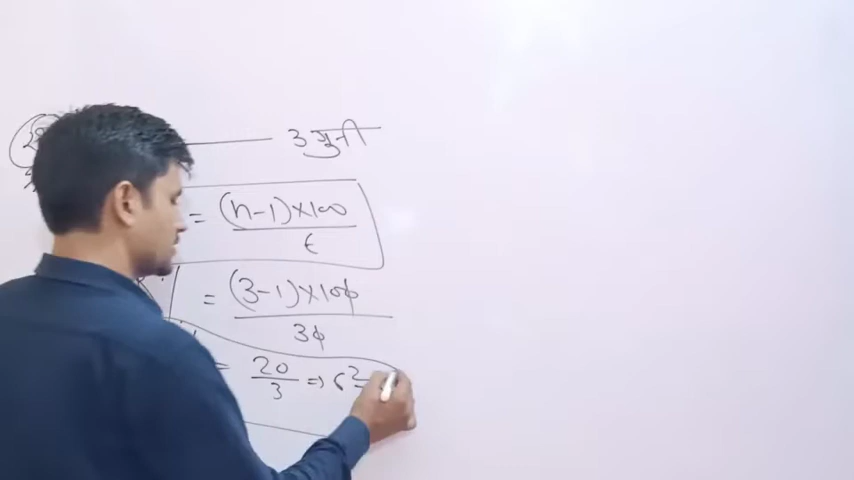 3 गुनी
= (n-1)×100
t
= (3-1)×100
30
= 20/3 ⇒ 6 2